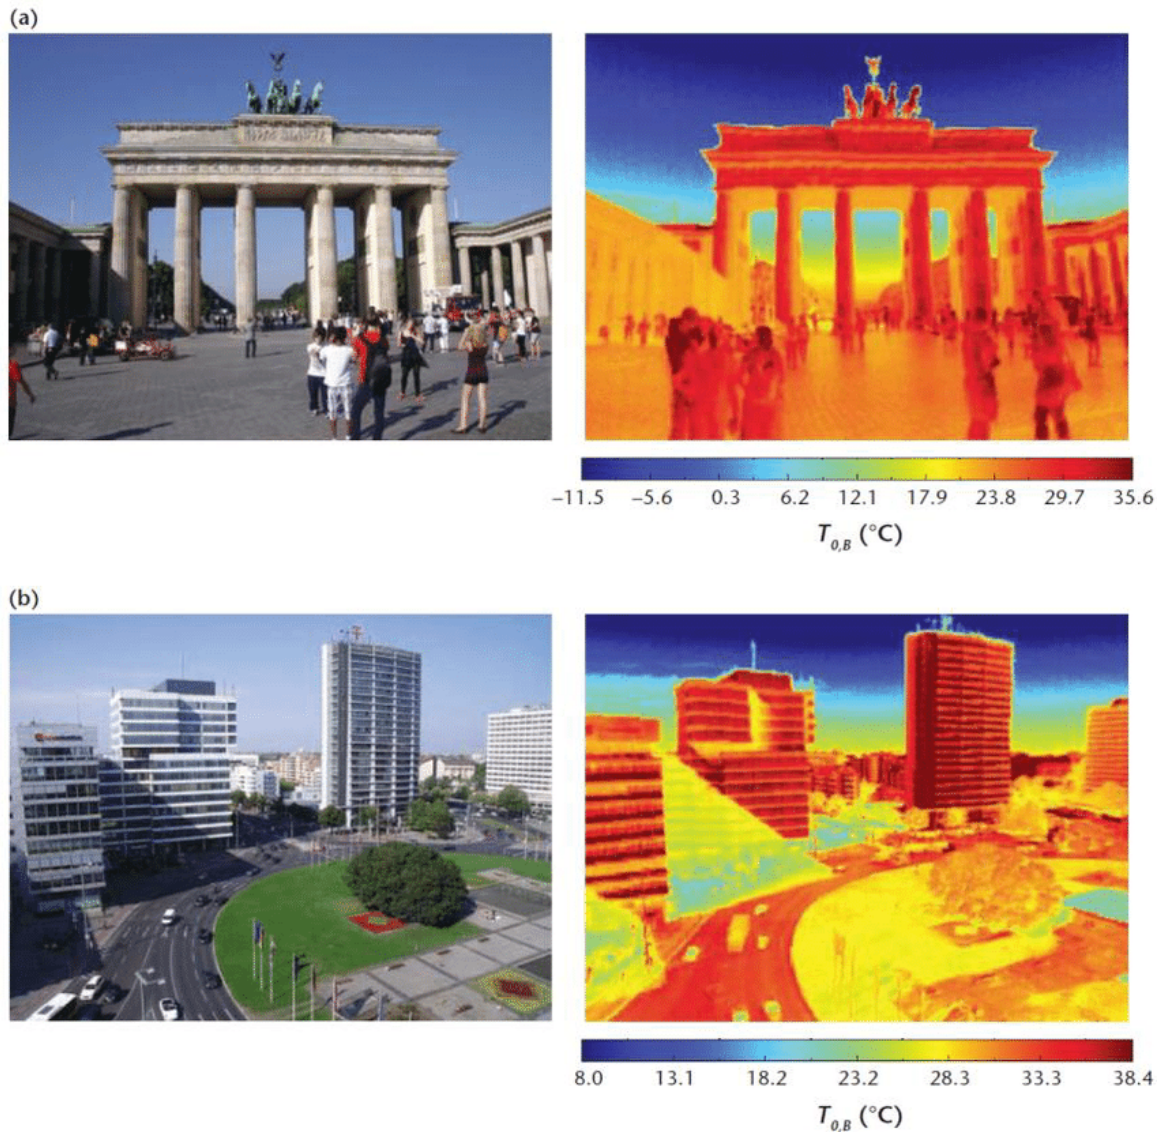 (a)
−11.5 −5.6 0.3 6.2 12.1 17.9 23.8 29.7 35.6
T0,B (°C)
(b)
8.0 13.1 18.2 23.2 28.3 33.3 38.4
T0,B (°C)